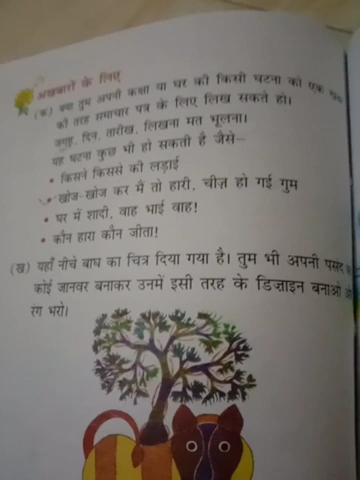 अखबारों के लिए
(क) क्या तुम अपनी कक्षा या घर की किसी घटना को एक
की तरह समाचार पत्र के लिए लिख सकते हो।
जगह, दिन, तारीख, लिखना मत भूलना।
यह घटना कुछ भी हो सकती है जैसे–
• किसने किससे की लड़ाई
• खोज-खोज कर मैं तो हारी, चीज़ हो गई गुम
• घर में शादी, वाह भाई वाह!
• कौन हारा कौन जीता!
(ख) यहाँ नीचे बाघ का चित्र दिया गया है। तुम भी अपनी पसंद
कोई जानवर बनाकर उनमें इसी तरह के डिज़ाइन बनाओ
रंग भरो।